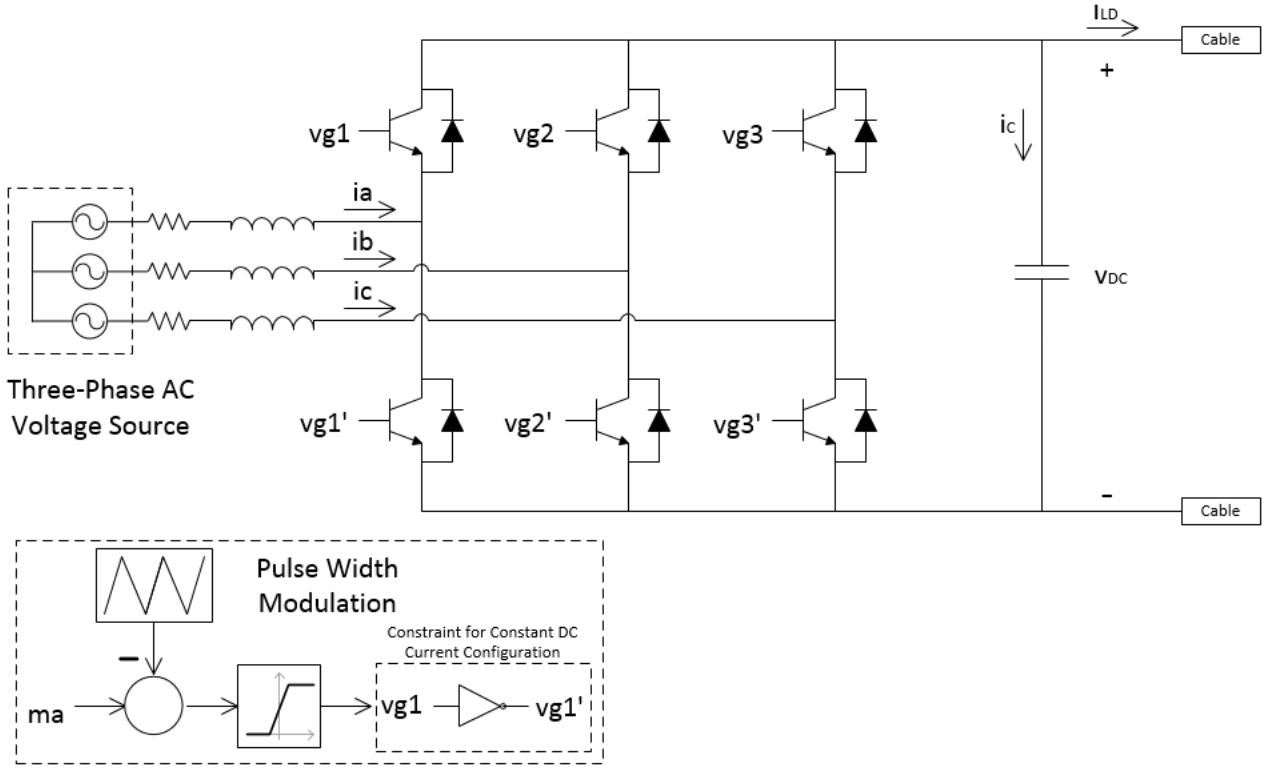 ILD
Cable
+
vg1
vg2
vg3
iC
ia
ib
ic
vDC
Three-Phase AC
Voltage Source
vg1'
vg2'
vg3'
-
Cable
Pulse Width
Modulation
Constraint for Constant DC
Current Configuration
−
ma
vg1
vg1'